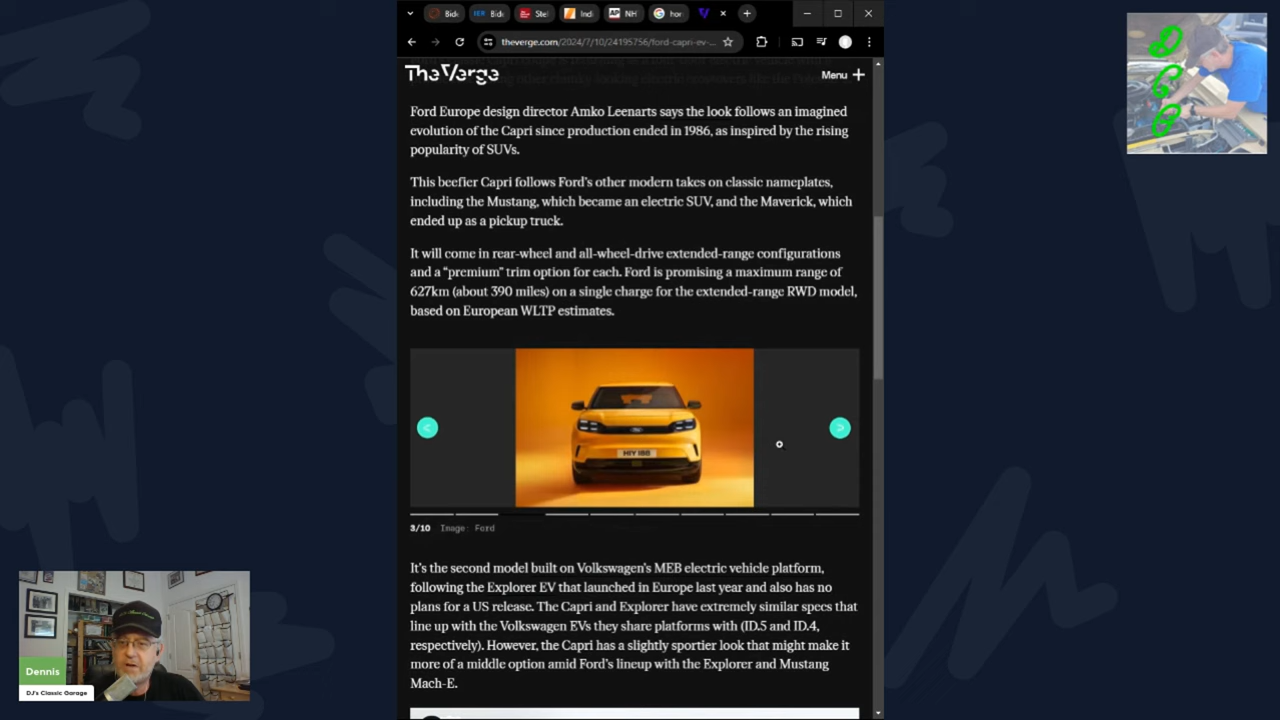 Bide
IER Bide
Stel
Indi
AP NH
G hor
theverge.com/2024/7/10/24195756/ford-capri-ev-...
TheVerge
Menu +
Ford Europe design director Amko Leenarts says the look follows an imagined
evolution of the Capri since production ended in 1986, as inspired by the rising
popularity of SUVs.
This beefier Capri follows Ford's other modern takes on classic nameplates,
including the Mustang, which became an electric SUV, and the Maverick, which
ended up as a pickup truck.
It will come in rear-wheel and all-wheel-drive extended-range configurations
and a “premium” trim option for each. Ford is promising a maximum range of
627km (about 390 miles) on a single charge for the extended-range RWD model,
based on European WLTP estimates.
< >
3/10 Image: Ford
It's the second model built on Volkswagen's MEB electric vehicle platform,
following the Explorer EV that launched in Europe last year and also has no
plans for a US release. The Capri and Explorer have extremely similar specs that
line up with the Volkswagen EVs they share platforms with (ID.5 and ID.4,
respectively). However, the Capri has a slightly sportier look that might make it
more of a middle option amid Ford's lineup with the Explorer and Mustang
Mach-E.
Dennis
DJ's Classic Garage